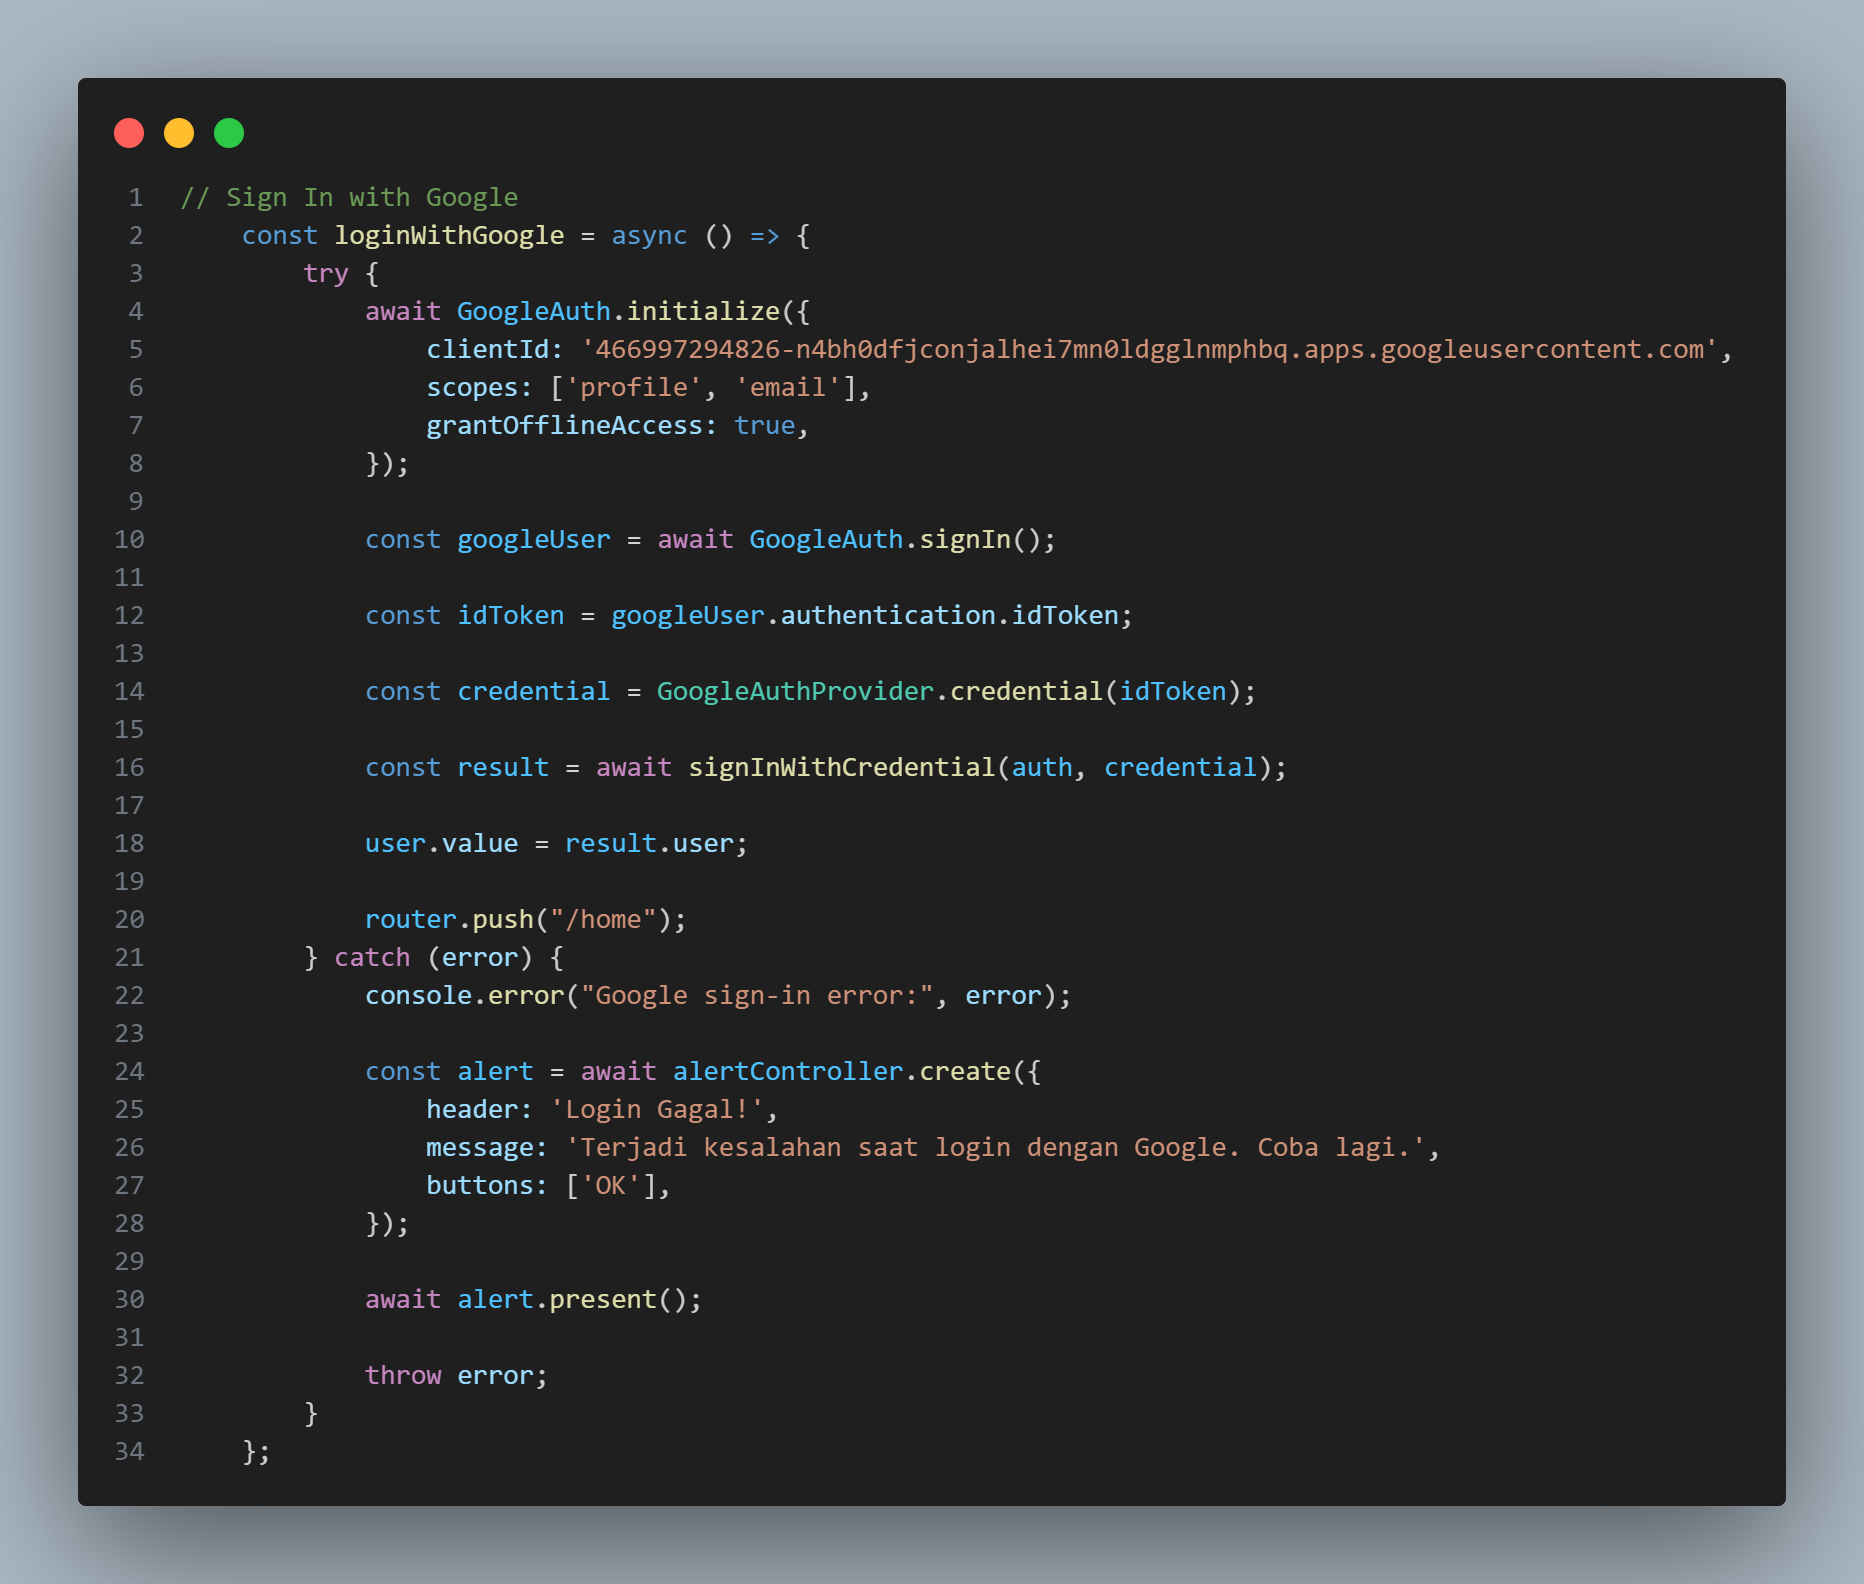 1 // Sign In with Google
2     const loginWithGoogle = async () => {
3         try {
4             await GoogleAuth.initialize({
5                 clientId: '466997294826-n4bh0dfjconjalhei7mn0ldgglnmphbq.apps.googleusercontent.com',
6                 scopes: ['profile', 'email'],
7                 grantOfflineAccess: true,
8             });
9
10             const googleUser = await GoogleAuth.signIn();
11
12             const idToken = googleUser.authentication.idToken;
13
14             const credential = GoogleAuthProvider.credential(idToken);
15
16             const result = await signInWithCredential(auth, credential);
17
18             user.value = result.user;
19
20             router.push("/home");
21         } catch (error) {
22             console.error("Google sign-in error:", error);
23
24             const alert = await alertController.create({
25                 header: 'Login Gagal!',
26                 message: 'Terjadi kesalahan saat login dengan Google. Coba lagi.',
27                 buttons: ['OK'],
28             });
29
30             await alert.present();
31
32             throw error;
33         }
34     };